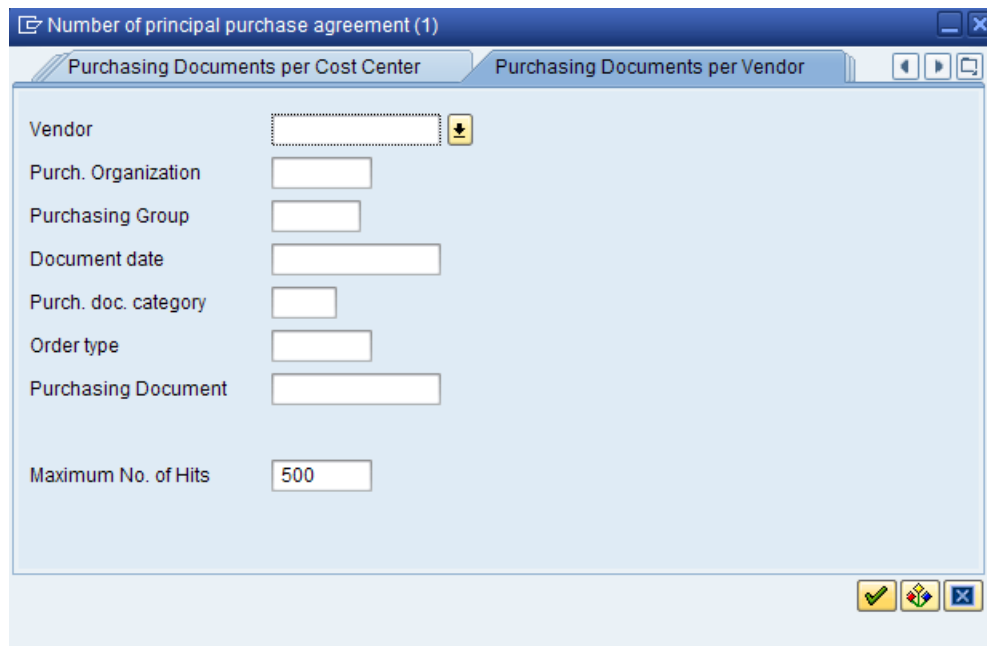 Number of principal purchase agreement (1)
Purchasing Documents per Cost Center
Purchasing Documents per Vendor
Vendor
Purch. Organization
Purchasing Group
Document date
Purch. doc. category
Order type
Purchasing Document
Maximum No. of Hits 500